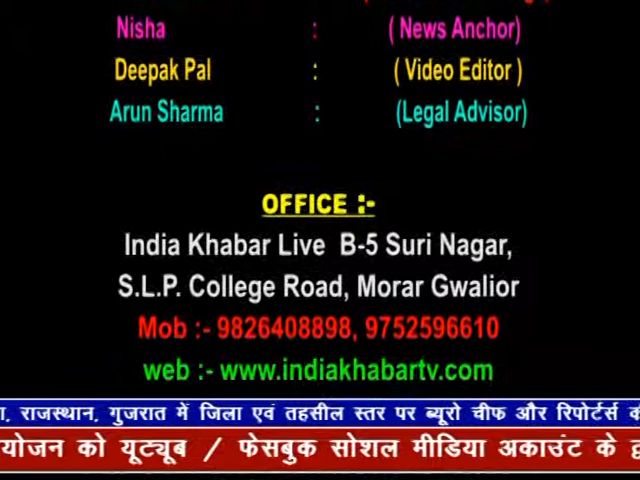 Nisha : ( News Anchor)
Deepak Pal : ( Video Editor )
Arun Sharma : (Legal Advisor)
OFFICE :-
India Khabar Live B-5 Suri Nagar,
S.L.P. College Road, Morar Gwalior
Mob :- 9826408898, 9752596610
web :- www.indiakhabartv.com
राजस्थान, गुजरात में जिला एवं तहसील स्तर पर ब्यूरो चीफ और रिपोर्टर्स
को यूट्यूब / फेसबुक सोशल मीडिया अकाउंट के